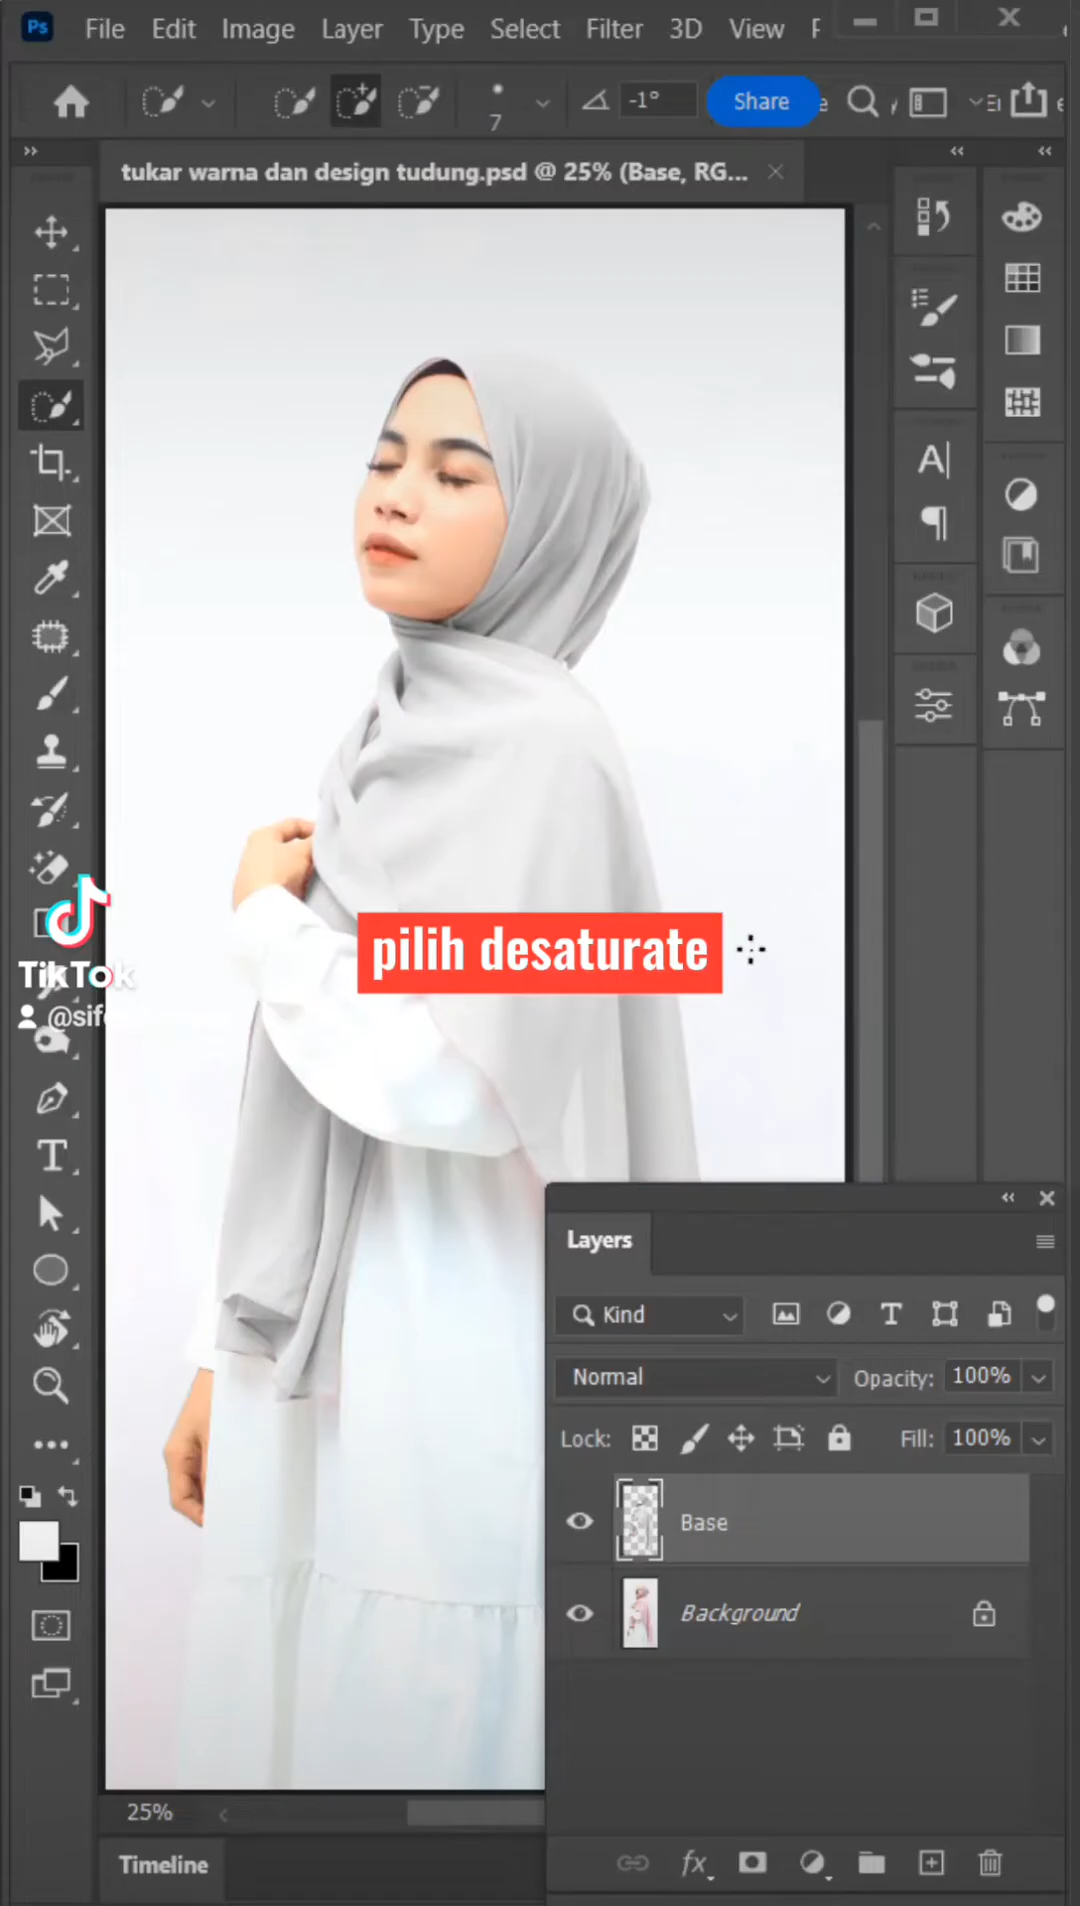 Ps File Edit Image Layer Type Select Filter 3D View
7 -1° Share
tukar warna dan design tudung.psd @ 25% (Base, RG...
pilih desaturate
TikTok
Layers
Kind
Normal Opacity: 100%
Lock: Fill: 100%
Base
Background
25%
Timeline